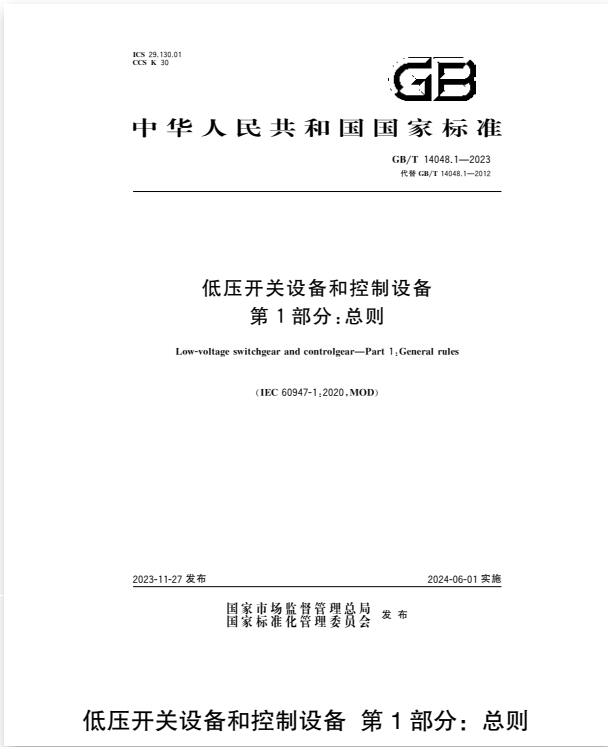 ICS 29.130.01
CCS K 30
GB
中华人民共和国国家标准
GB/T 14048.1—2023
代替 GB/T 14048.1—2012
低压开关设备和控制设备
第 1 部分:总则
Low-voltage switchgear and controlgear—Part 1:General rules
(IEC 60947-1:2020,MOD)
2023-11-27 发布
2024-06-01 实施
国家市场监督管理总局
国家标准化管理委员会
发布
低压开关设备和控制设备 第 1 部分：总则